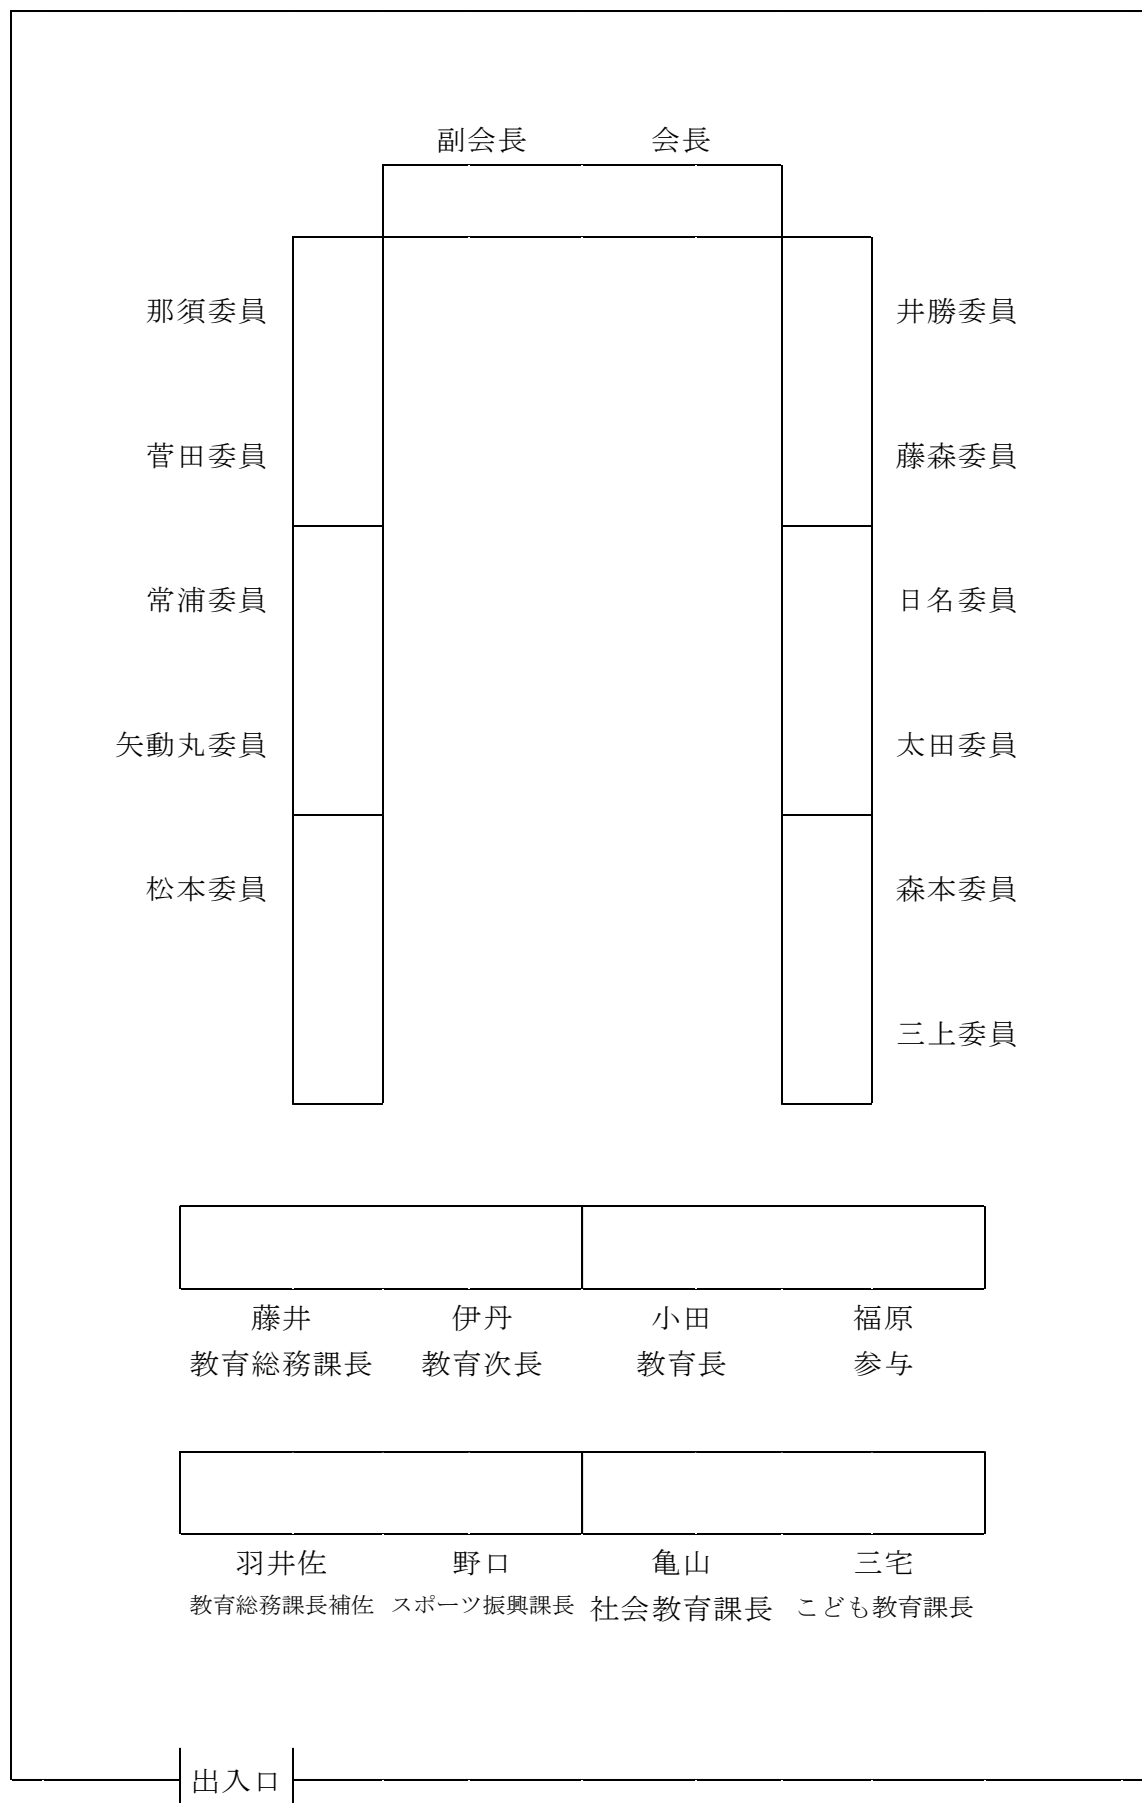 副会長 会長
那須委員 井勝委員
菅田委員 藤森委員
常浦委員 日名委員
矢動丸委員 太田委員
松本委員 森本委員
三上委員
藤井 伊丹 小田 福原
教育総務課長 教育次長 教育長 参与
羽井佐 野口 亀山 三宅
教育総務課長補佐 スポーツ振興課長 社会教育課長 こども教育課長
出入口